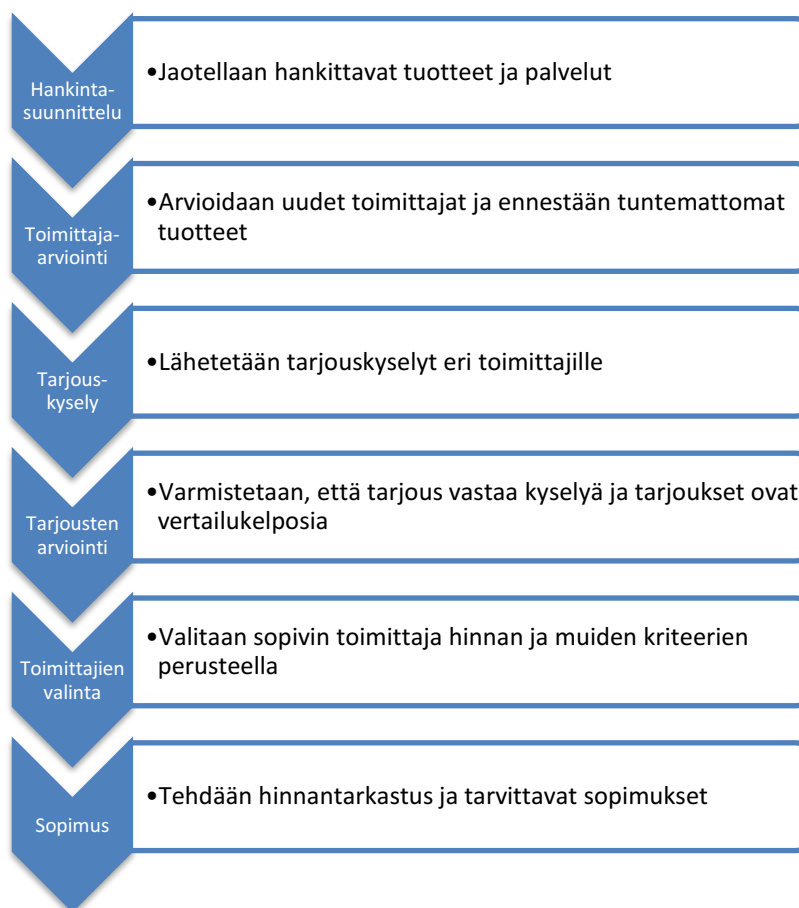 Hankinta-
suunnittelu
•Jaotellaan hankittavat tuotteet ja palvelut
Toimittaja-
arviointi
•Arvioidaan uudet toimittajat ja ennestään tuntemattomat
tuotteet
Tarjous-
kysely
•Lähetetään tarjouskyselyt eri toimittajille
Tarjousten
arviointi
•Varmistetaan, että tarjous vastaa kyselyä ja tarjoukset ovat
vertailukelposia
Toimittajien
valinta
•Valitaan sopivin toimittaja hinnan ja muiden kriteerien
perusteella
Sopimus
•Tehdään hinnantarkastus ja tarvittavat sopimukset